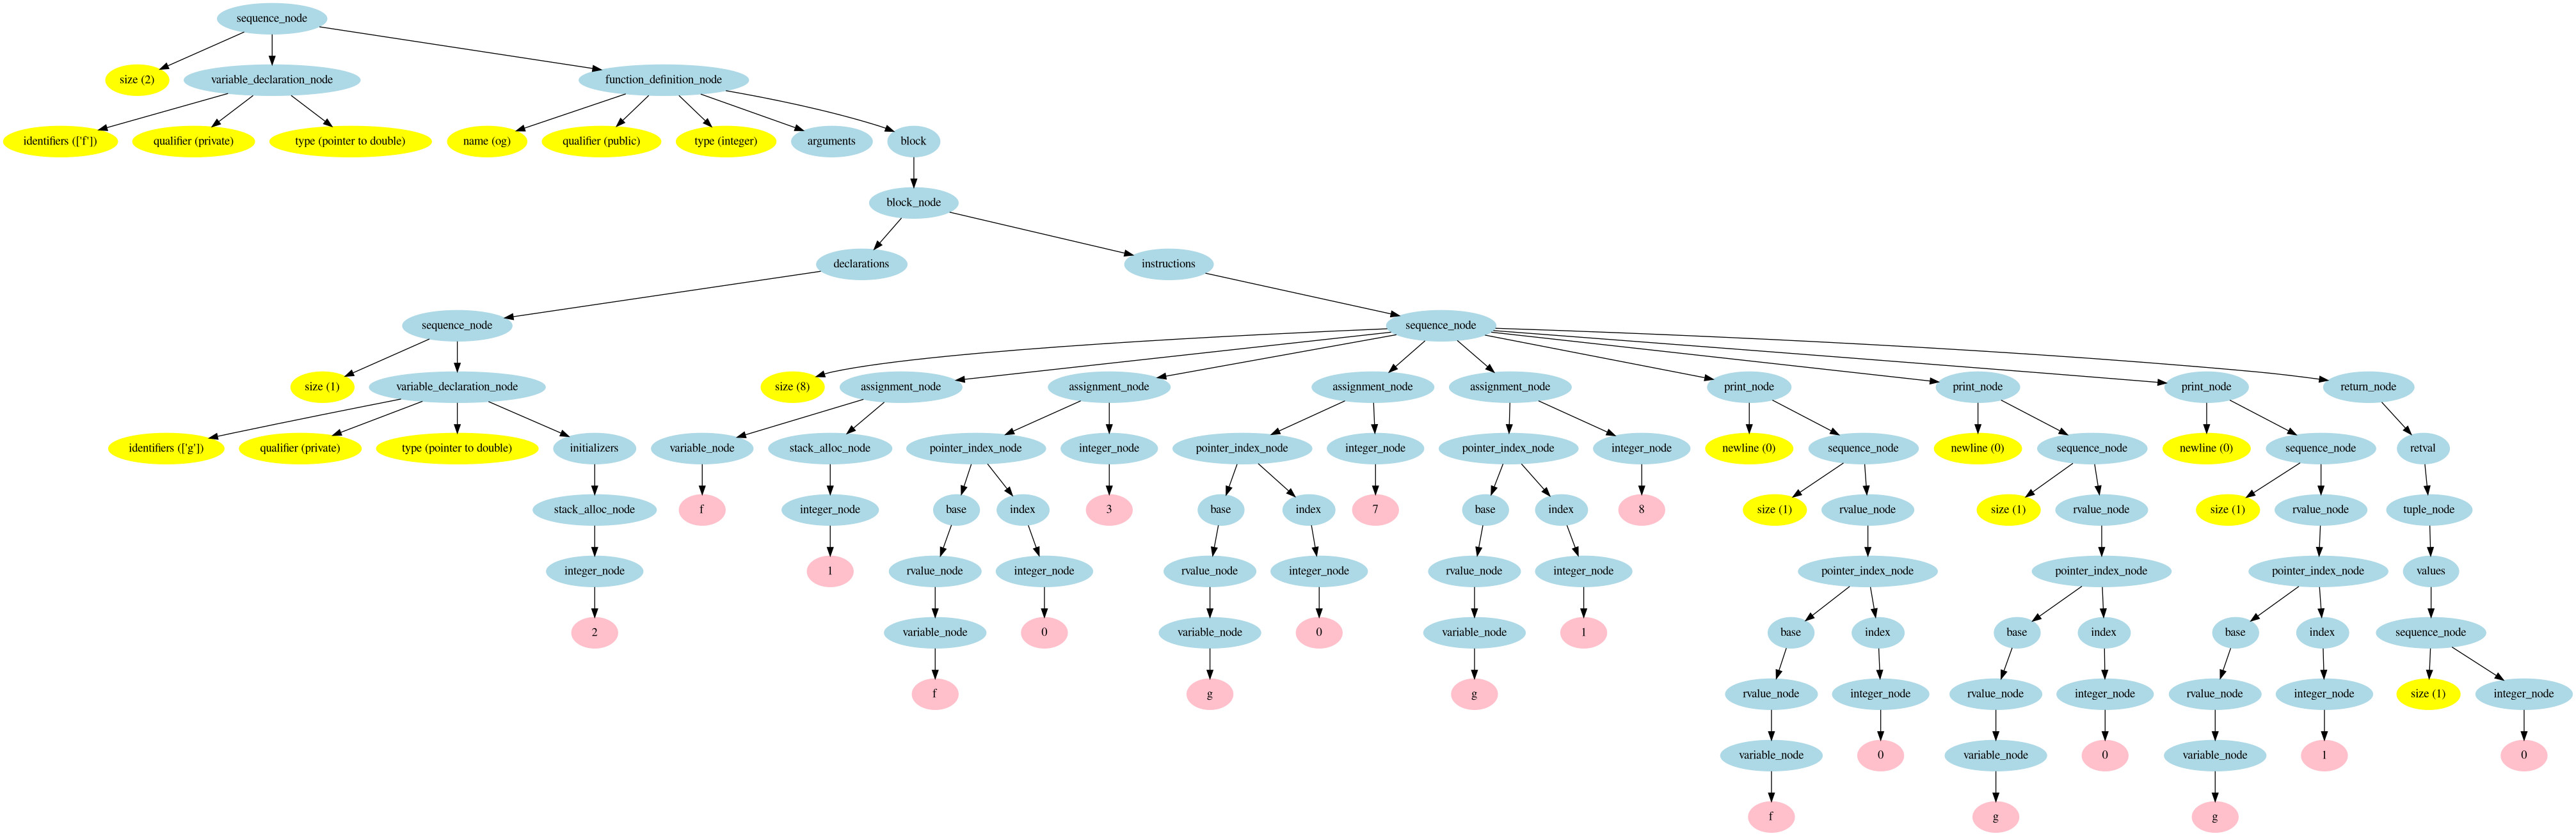 sequence_node
size (2)
variable_declaration_node
function_definition_node
identifiers (['f'])
qualifier (private)
type (pointer to double)
name (og)
qualifier (public)
type (integer)
arguments
block
block_node
declarations
instructions
sequence_node
sequence_node
size (1)
variable_declaration_node
size (8)
assignment_node
assignment_node
assignment_node
assignment_node
print_node
print_node
print_node
return_node
identifiers (['g'])
qualifier (private)
type (pointer to double)
initializers
variable_node
stack_alloc_node
pointer_index_node
integer_node
pointer_index_node
integer_node
pointer_index_node
integer_node
newline (0)
sequence_node
newline (0)
sequence_node
newline (0)
sequence_node
retval
stack_alloc_node
f
integer_node
base
index
3
base
index
7
base
index
8
size (1)
rvalue_node
size (1)
rvalue_node
size (1)
rvalue_node
tuple_node
integer_node
1
rvalue_node
integer_node
rvalue_node
integer_node
rvalue_node
integer_node
pointer_index_node
pointer_index_node
pointer_index_node
values
2
variable_node
0
variable_node
0
variable_node
1
base
index
base
index
base
index
sequence_node
f
g
g
rvalue_node
integer_node
rvalue_node
integer_node
rvalue_node
integer_node
size (1)
integer_node
variable_node
0
variable_node
0
variable_node
1
0
f
g
g